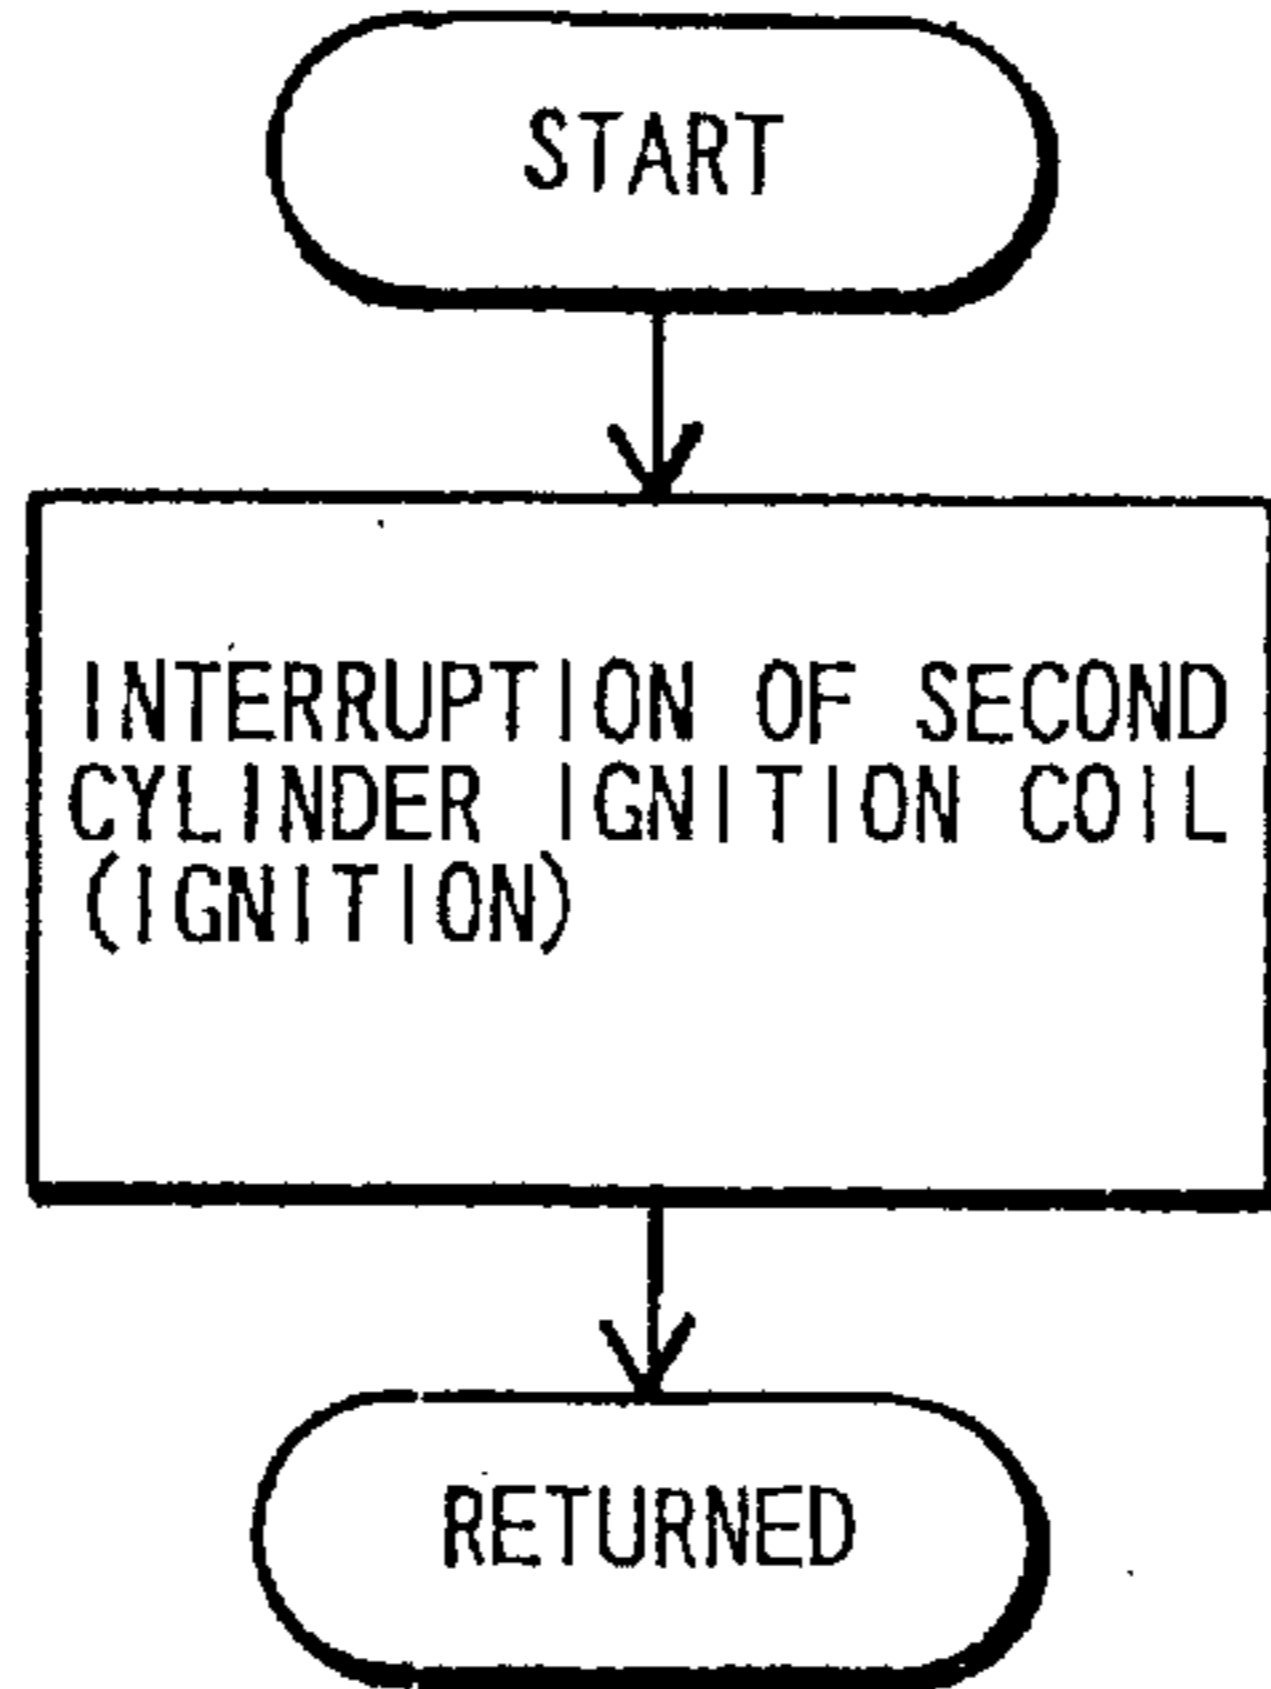 START
INTERRUPTION OF SECOND
CYLINDER IGNITION COIL
(IGNITION)
RETURNED